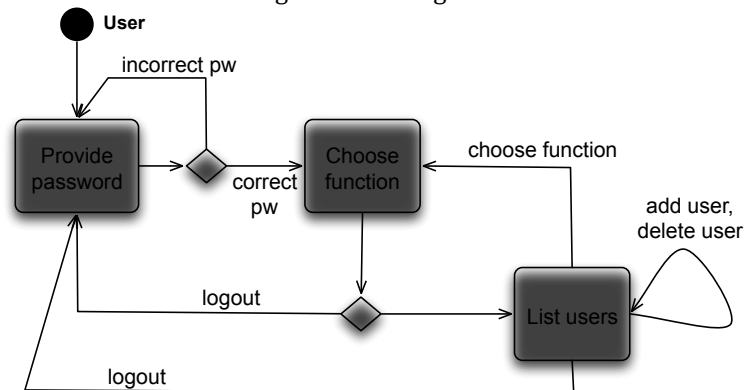 User
incorrect pw
Provide
password
Choose
function
correct
pw
choose function
add user,
delete user
logout
List users
logout